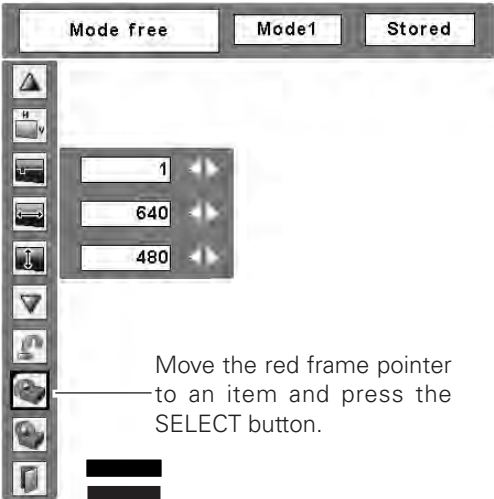 Mode free Mode1 Stored
H
V
1
640
480
Move the red frame pointer
to an item and press the
SELECT button.